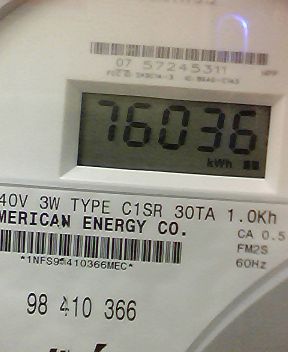 07 57245311
76036
kWh
40V 3W TYPE C1SR 30TA 1.0Kh
MERICAN ENERGY CO.
CA 0.5
FM2S
60Hz
98 410 366